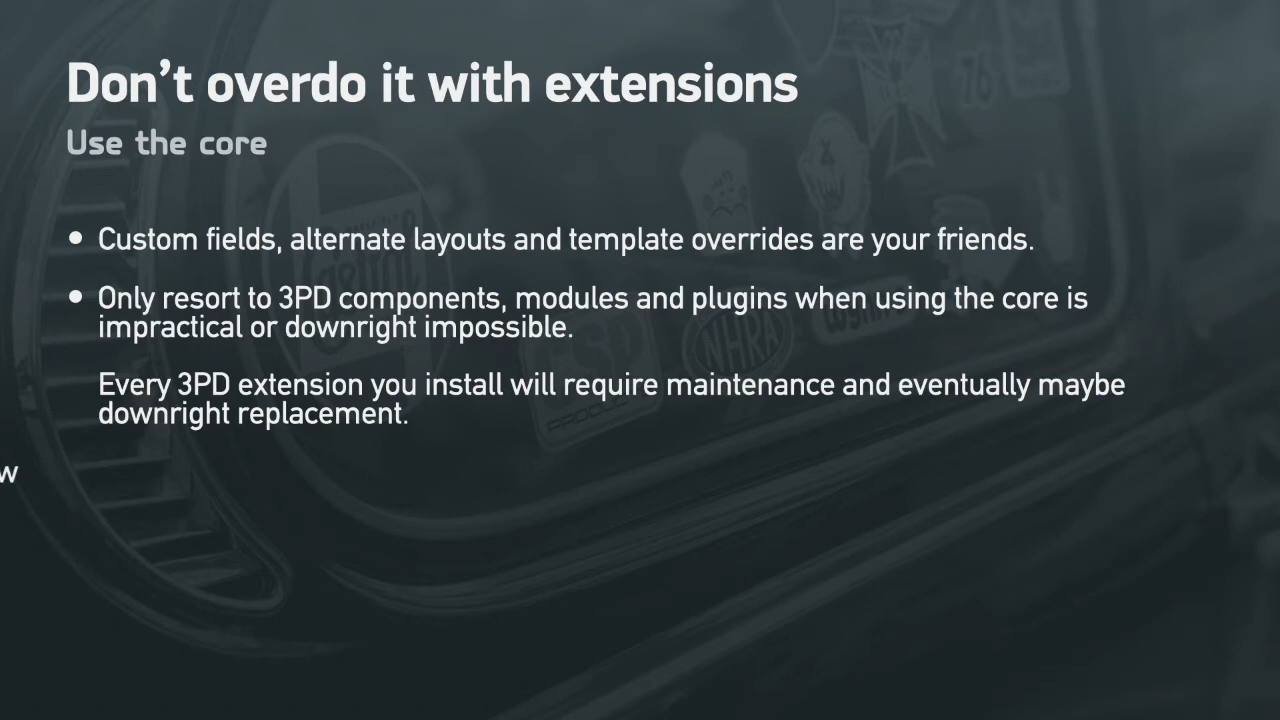 Don’t overdo it with extensions
Use the core
• Custom fields, alternate layouts and template overrides are your friends.
• Only resort to 3PD components, modules and plugins when using the core is
impractical or downright impossible.
Every 3PD extension you install will require maintenance and eventually maybe
downright replacement.
w
NHRA